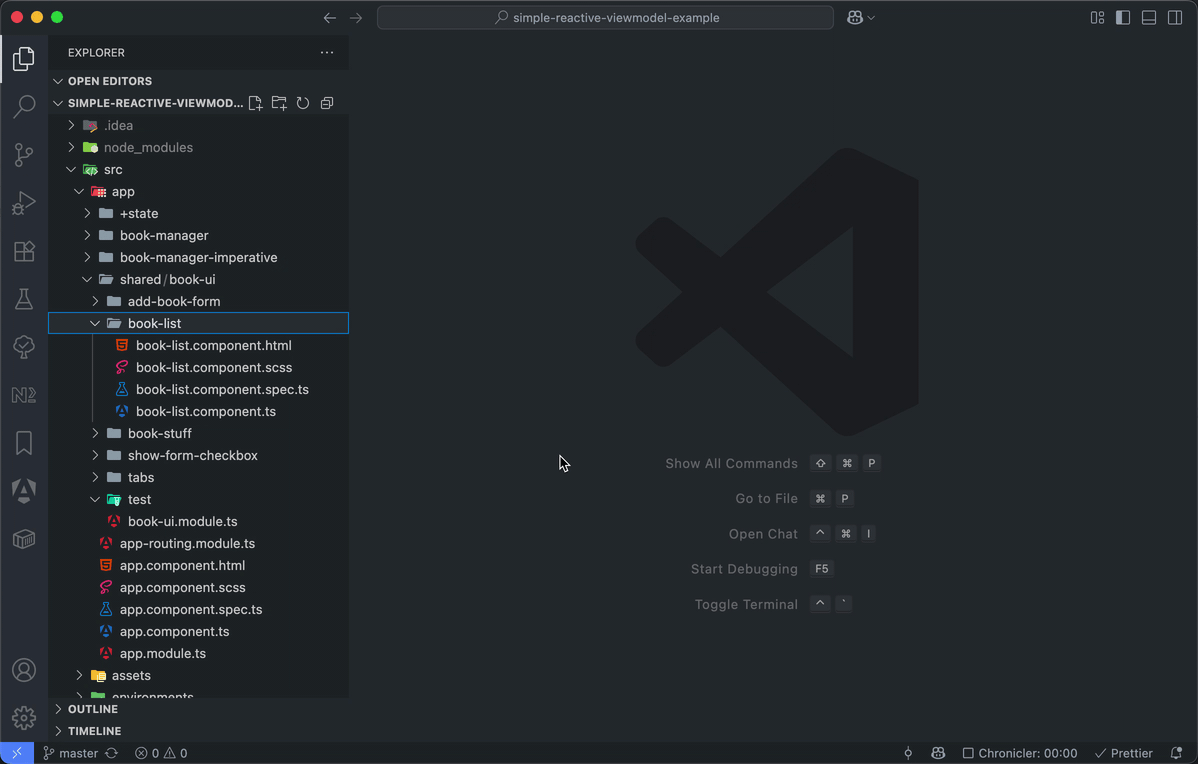 simple-reactive-viewmodel-example
EXPLORER
OPEN EDITORS
SIMPLE-REACTIVE-VIEWMOD...
.idea
node_modules
src
app
+state
book-manager
book-manager-imperative
shared/book-ui
add-book-form
book-list
book-list.component.html
book-list.component.scss
book-list.component.spec.ts
book-list.component.ts
book-stuff
show-form-checkbox
tabs
test
book-ui.module.ts
app-routing.module.ts
app.component.html
app.component.scss
app.component.spec.ts
app.component.ts
app.module.ts
assets
environments
OUTLINE
TIMELINE
Show All Commands ⇧ ⌘ P
Go to File ⌘ P
Open Chat ^ ⌘ I
Start Debugging F5
Toggle Terminal ^ `
master 0 0 Chronicler: 00:00 Prettier